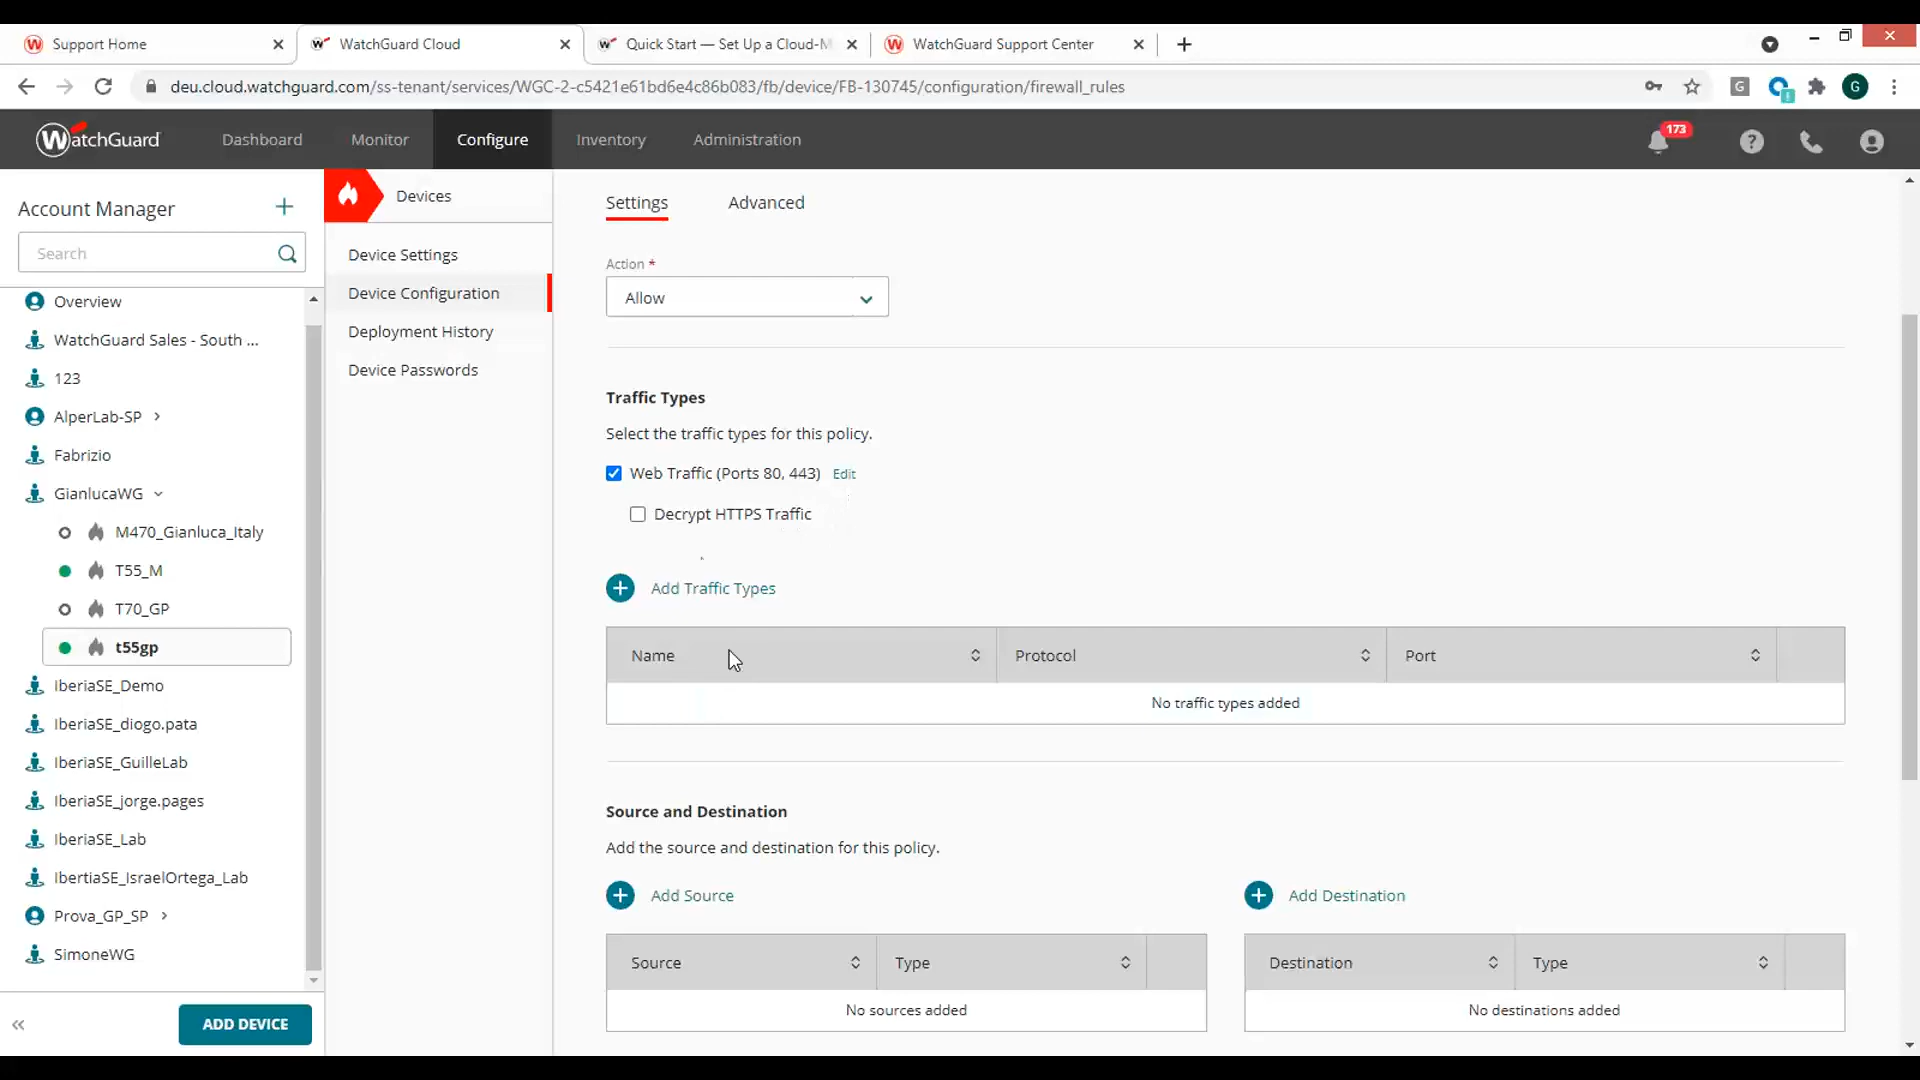 Support Home
WatchGuard Cloud
Quick Start — Set Up a Cloud-M
WatchGuard Support Center
deu.cloud.watchguard.com/ss-tenant/services/WGC-2-c5421e61bd6e4c86b083/fb/device/FB-130745/configuration/firewall_rules
G
G
WatchGuard
Dashboard
Monitor
Configure
Inventory
Administration
173
Account Manager
Search
Overview
WatchGuard Sales - South ...
123
AlperLab-SP
Fabrizio
GianlucaWG
M470_Gianluca_Italy
T55_M
T70_GP
t55gp
IberiaSE_Demo
IberiaSE_diogo.pata
IberiaSE_GuilleLab
IberiaSE_jorge.pages
IberiaSE_Lab
IbertiaSE_IsraelOrtega_Lab
Prova_GP_SP
SimoneWG
ADD DEVICE
Devices
Device Settings
Device Configuration
Deployment History
Device Passwords
Settings
Advanced
Action *
Allow
Traffic Types
Select the traffic types for this policy.
Web Traffic (Ports 80, 443) Edit
Decrypt HTTPS Traffic
Add Traffic Types
Name
Protocol
Port
No traffic types added
Source and Destination
Add the source and destination for this policy.
Add Source
Add Destination
Source
Type
Destination
Type
No sources added
No destinations added